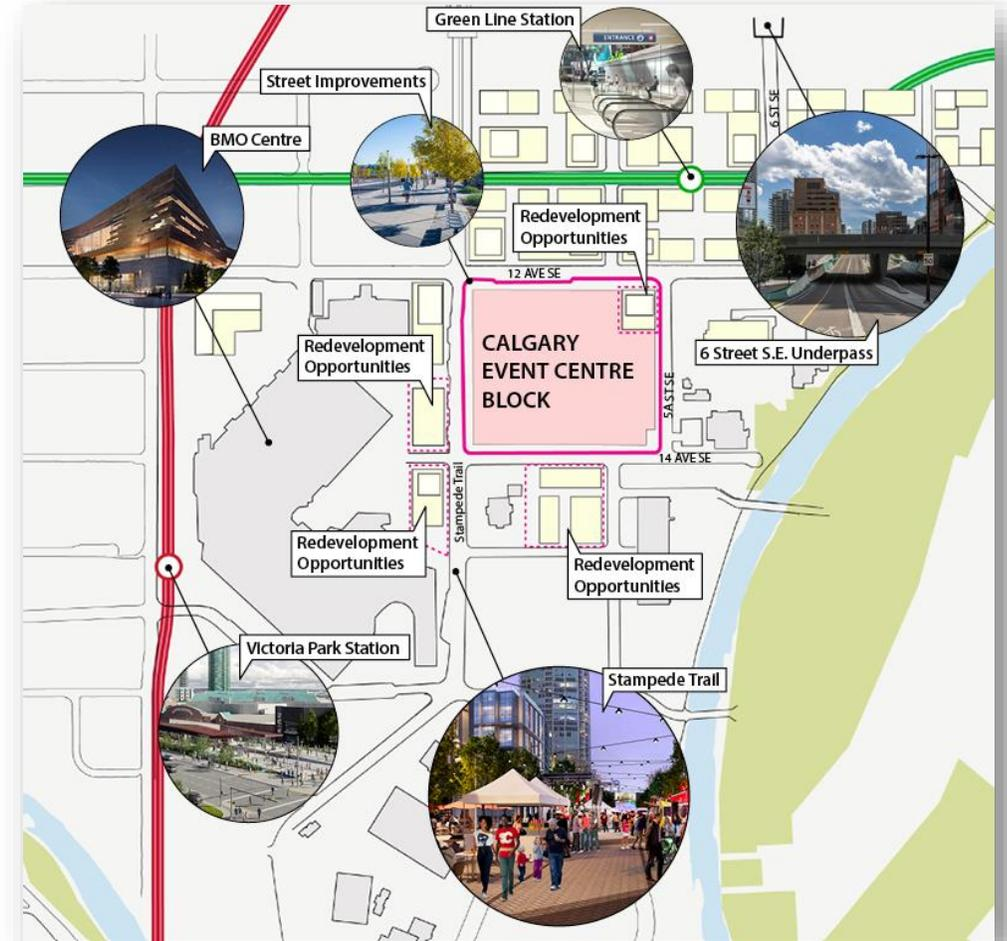 Green Line Station
ENTRANCE
Street Improvements
6 ST SE
BMO Centre
Redevelopment
Opportunities
12 AVE SE
CALGARY
EVENT CENTRE
BLOCK
Redevelopment
Opportunities
6 Street S.E. Underpass
5A ST SE
14 AVE SE
Stampede Trail
Redevelopment
Opportunities
Redevelopment
Opportunities
Victoria Park Station
Stampede Trail